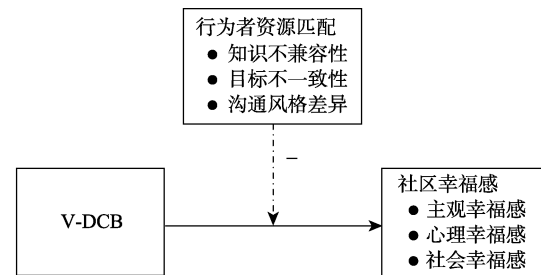 行为者资源匹配
● 知识不兼容性
● 目标不一致性
● 沟通风格差异
−
V-DCB
社区幸福感
● 主观幸福感
● 心理幸福感
● 社会幸福感